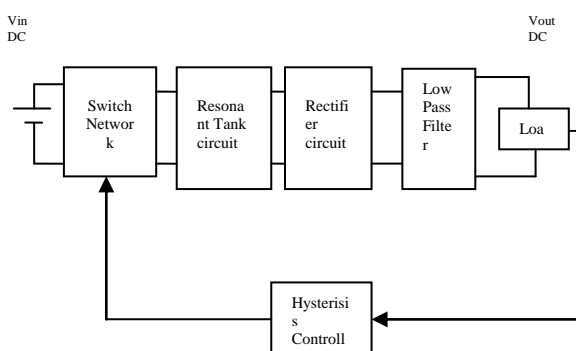 Vin
DC
Vout
DC
Switch
Networ
k
Resona
nt Tank
circuit
Rectifi
er
circuit
Low
Pass
Filte
r
Loa
Hysterisi
s
Controll